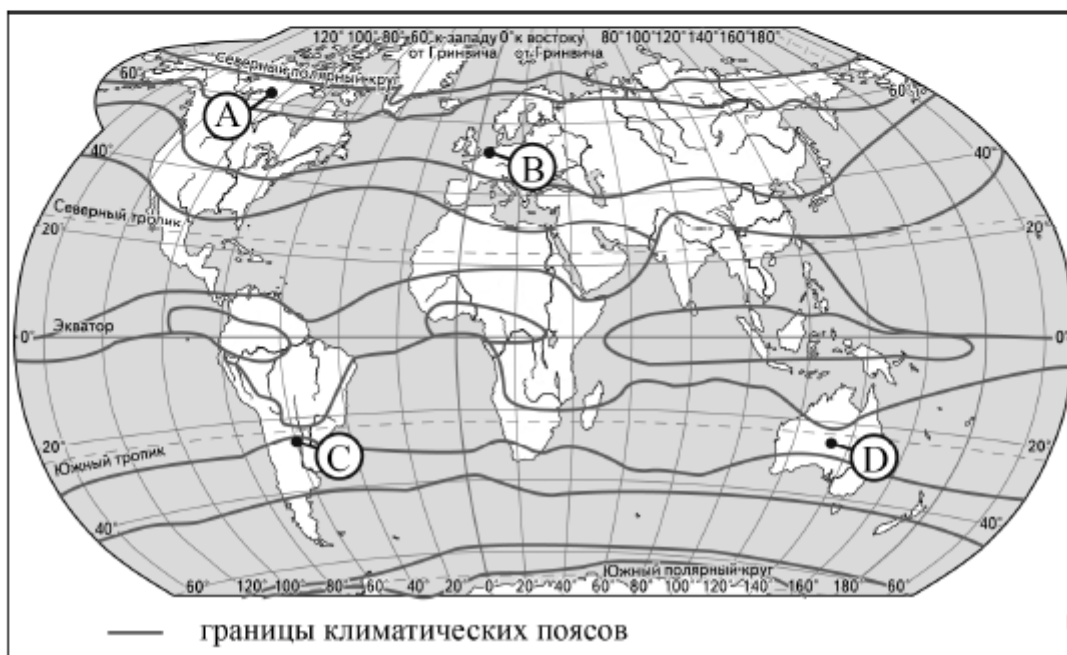 120° 100° 80° 60° к западу 0° к востоку 80° 100° 120° 140° 160° 180°
от Гринвича от Гринвича
Северный полярный круг
60° 60°
A
B
40° 40°
Северный тропик
20° 20°
Экватор
0° 0°
C
D
20° 20°
Южный тропик
40° 40°
Южный полярный круг
60° 120° 100° 80° 60° 40° 20° 0° 20° 40° 60° 80° 100° 120° 140° 160° 180° 60°
границы климатических поясов